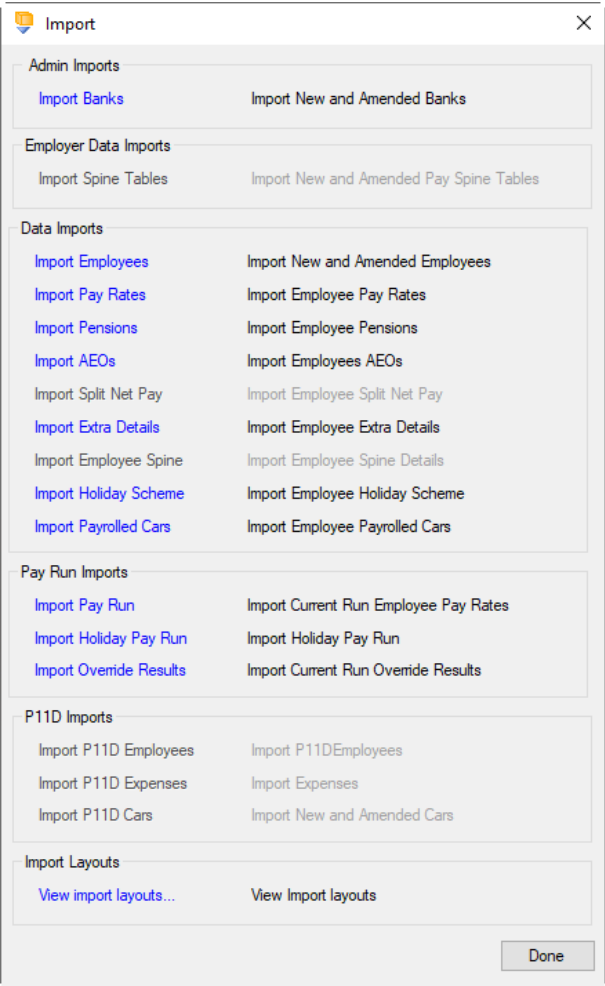 Import
Admin Imports
Import Banks Import New and Amended Banks
Employer Data Imports
Import Spine Tables Import New and Amended Pay Spine Tables
Data Imports
Import Employees Import New and Amended Employees
Import Pay Rates Import Employee Pay Rates
Import Pensions Import Employee Pensions
Import AEOs Import Employees AEOs
Import Split Net Pay Import Employee Split Net Pay
Import Extra Details Import Employee Extra Details
Import Employee Spine Import Employee Spine Details
Import Holiday Scheme Import Employee Holiday Scheme
Import Payrolled Cars Import Employee Payrolled Cars
Pay Run Imports
Import Pay Run Import Current Run Employee Pay Rates
Import Holiday Pay Run Import Holiday Pay Run
Import Override Results Import Current Run Override Results
P11D Imports
Import P11D Employees Import P11DEmployees
Import P11D Expenses Import Expenses
Import P11D Cars Import New and Amended Cars
Import Layouts
View import layouts... View Import layouts
Done